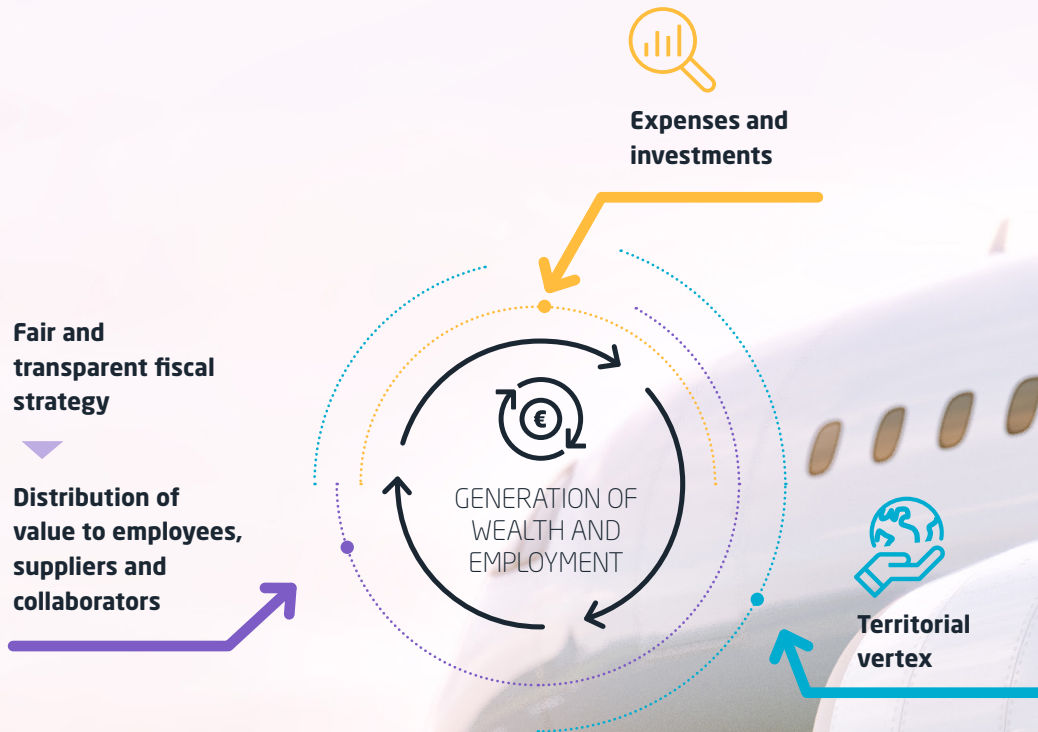 Expenses and
investments
Fair and
transparent fiscal
strategy
Distribution of
value to employees,
suppliers and
collaborators
€
GENERATION OF
WEALTH AND
EMPLOYMENT
Territorial
vertex